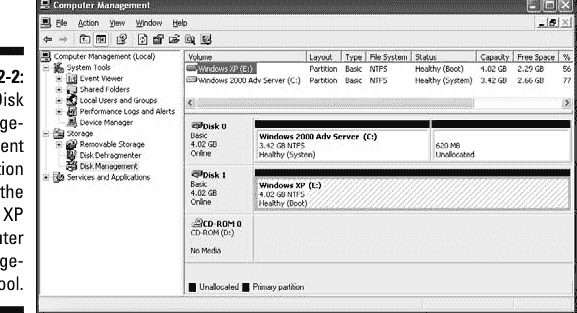 Computer Management
File Action View Window Help
2-2:
Disk
ge-
ent
tion
the
XP
uter
ge-
ool.
Computer Management (Local)
System Tools
Event Viewer
Shared Folders
Local Users and Groups
Performance Logs and Alerts
Device Manager
Storage
Removable Storage
Disk Defragmenter
Disk Management
Services and Applications
Volume Layout Type File System Status Capacity Free Space %
Windows XP (E:) Partition Basic NTFS Healthy (Boot) 4.02 GB 2.29 GB 56
Windows 2000 Adv Server (C:) Partition Basic NTFS Healthy (System) 3.42 GB 2.66 GB 77
Disk 0
Basic
4.02 GB
Online
Windows 2000 Adv Server (C:)
3.42 GB NTFS
Healthy (System)
620 MB
Unallocated
Disk 1
Basic
4.02 GB
Online
Windows XP (E:)
4.02 GB NTFS
Healthy (Boot)
CD-ROM 0
CD-ROM (D:)
No Media
Unallocated Primary partition